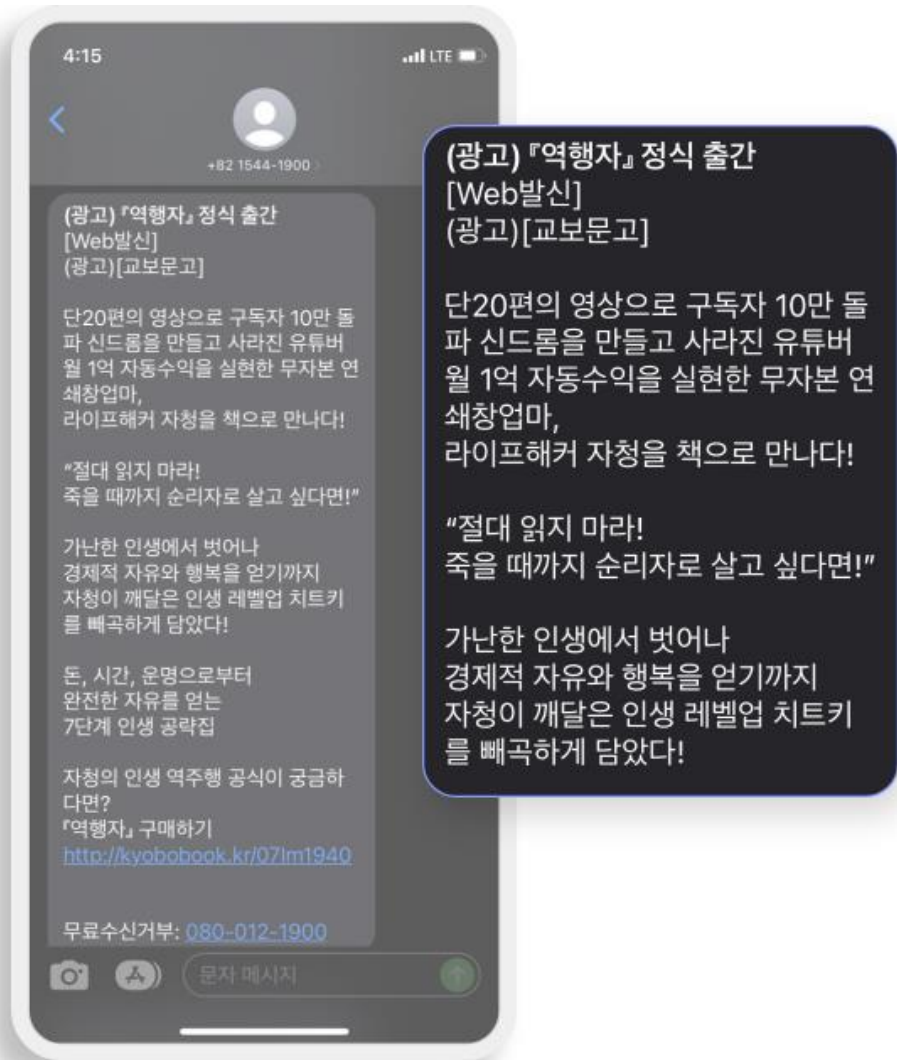 4:15
LTE
+82 1544-1900
(광고) 『역행자』 정식 출간
[Web발신]
(광고)[교보문고]
단20편의 영상으로 구독자 10만 돌
파 신드롬을 만들고 사라진 유튜버
월 1억 자동수익을 실현한 무자본 연
쇄창업마,
라이프해커 자청을 책으로 만나다!
“절대 읽지 마라!
죽을 때까지 순리자로 살고 싶다면!”
가난한 인생에서 벗어나
경제적 자유와 행복을 얻기까지
자청이 깨달은 인생 레벨업 치트키
를 빼곡하게 담았다!
돈, 시간, 운명으로부터
완전한 자유를 얻는
7단계 인생 공략집
자청의 인생 역주행 공식이 궁금하
다면?
『역행자』 구매하기
http://kyobobook.kr/07lm1940
무료수신거부: 080-012-1900
문자 메시지
(광고) 『역행자』 정식 출간
[Web발신]
(광고)[교보문고]
단20편의 영상으로 구독자 10만 돌
파 신드롬을 만들고 사라진 유튜버
월 1억 자동수익을 실현한 무자본 연
쇄창업마,
라이프해커 자청을 책으로 만나다!
“절대 읽지 마라!
죽을 때까지 순리자로 살고 싶다면!”
가난한 인생에서 벗어나
경제적 자유와 행복을 얻기까지
자청이 깨달은 인생 레벨업 치트키
를 빼곡하게 담았다!